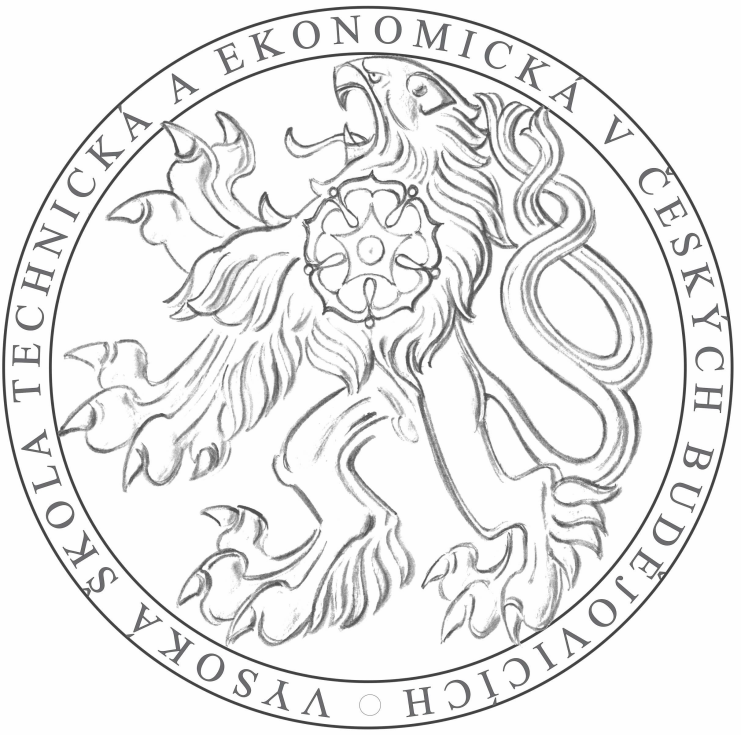 VYSOKÁ ŠKOLA TECHNICKÁ A EKONOMICKÁ V ČESKÝCH BUDĚJOVICÍCH